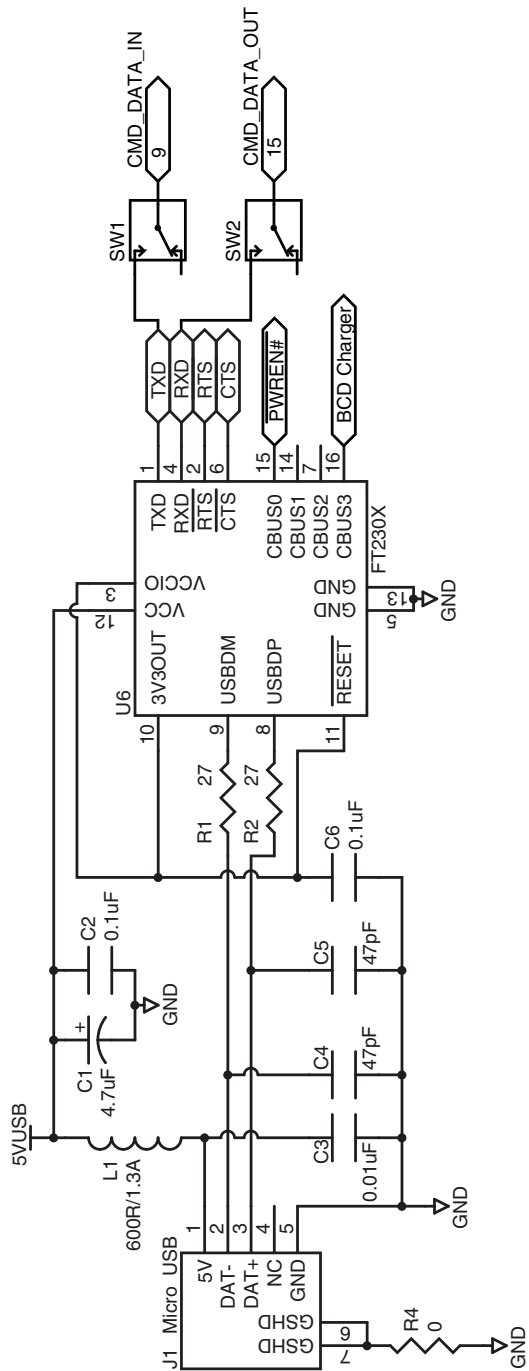 J1 Micro USB
5V
DAT-
DAT+
NC
GND
GSHD
GSHD
1
2
3
4
5
6
7
R4
0
GND
5VUSB
L1
600R/1.3A
C1
4.7uF
+
C2
0.1uF
GND
C3
0.01uF
C4
47pF
C5
47pF
C6
0.1uF
GND
R1
27
R2
27
U6
10
9
8
11
12
3
3V3OUT
USBDM
USBDP
RESET
VCC
VCCIO
GND
GND
5
13
GND
TXD
RXD
RTS
CTS
CBUS0
CBUS1
CBUS2
CBUS3
FT230X
1
4
2
6
15
14
7
16
TXD
RXD
RTS
CTS
PWREN#
BCD Charger
SW1
SW2
CMD_DATA_IN
9
CMD_DATA_OUT
15